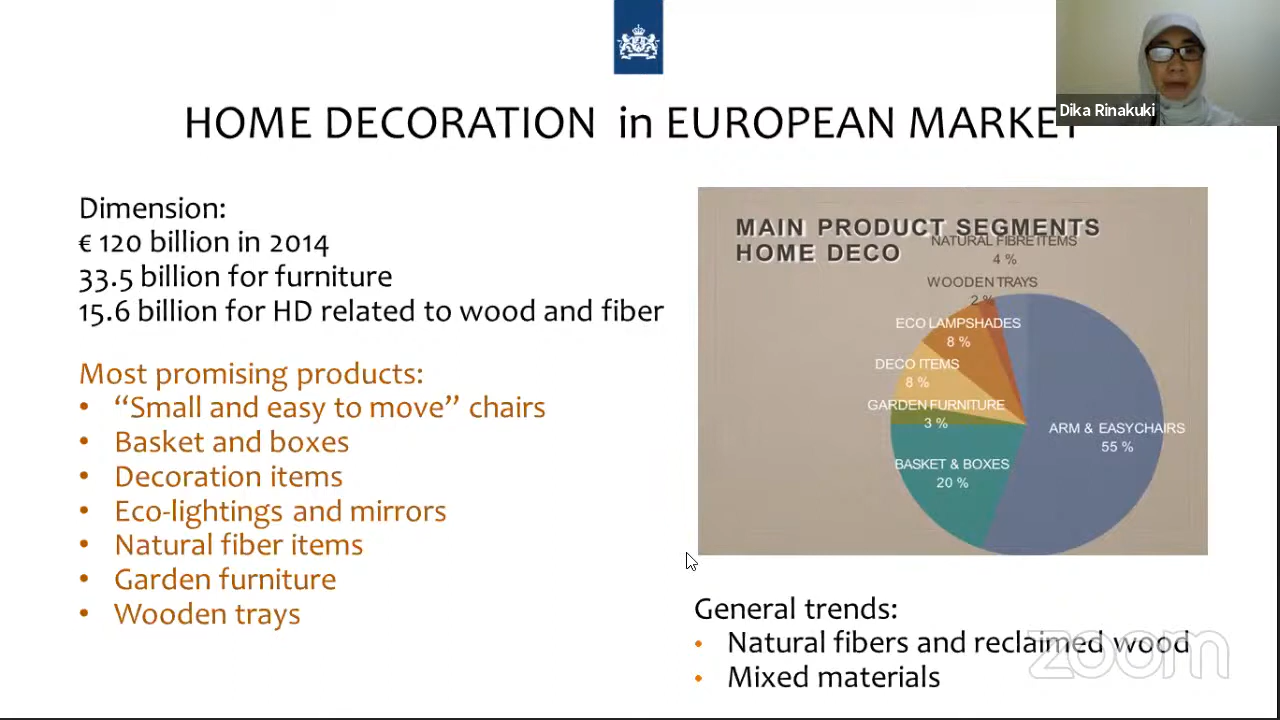 Dika Rinakuki
HOME DECORATION in EUROPEAN MARKET
Dimension:
€ 120 billion in 2014
33.5 billion for furniture
15.6 billion for HD related to wood and fiber
Most promising products:
• “Small and easy to move” chairs
• Basket and boxes
• Decoration items
• Eco-lightings and mirrors
• Natural fiber items
• Garden furniture
• Wooden trays
MAIN PRODUCT SEGMENTS
HOME DECO
NATURAL FIBRE ITEMS
4 %
WOODEN TRAYS
2 %
ECO LAMPSHADES
8 %
DECO ITEMS
8 %
GARDEN FURNITURE
3 %
ARM & EASYCHAIRS
55 %
BASKET & BOXES
20 %
General trends:
• Natural fibers and reclaimed wood
• Mixed materials
zoom